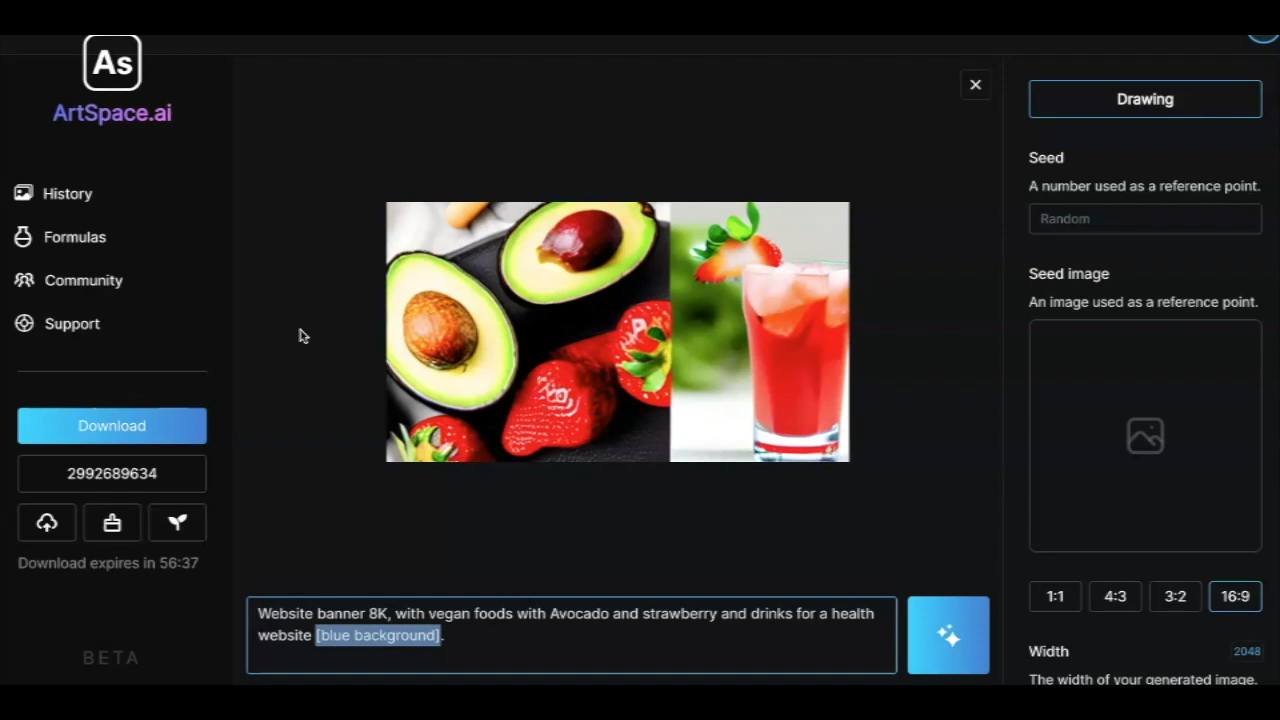 As
ArtSpace.ai
History
Formulas
Community
Support
Download
2992689634
Download expires in 56:37
BETA
Website banner 8K, with vegan foods with Avocado and strawberry and drinks for a health
website [blue background].
Drawing
Seed
A number used as a reference point.
Random
Seed image
An image used as a reference point.
1:1
4:3
3:2
16:9
Width
2048
The width of your generated image.